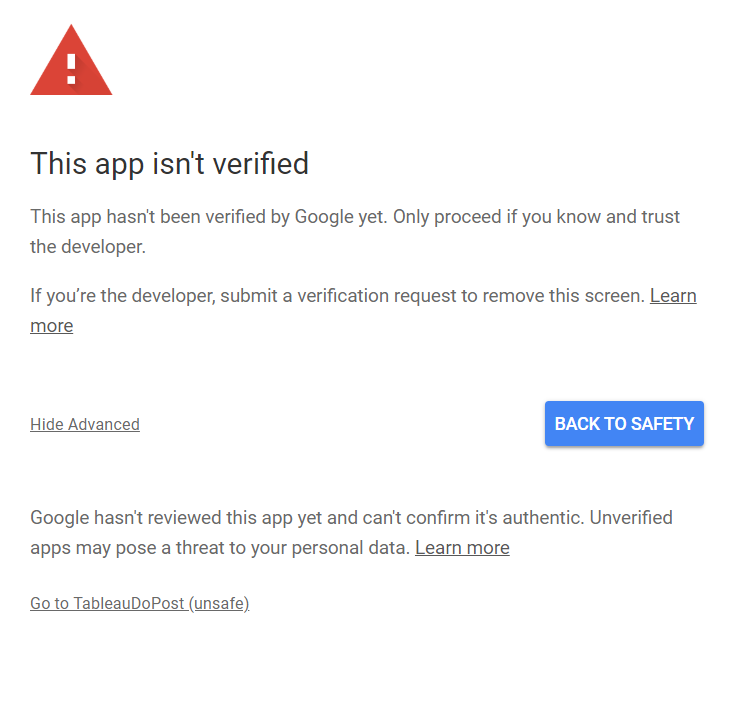 This app isn't verified
This app hasn't been verified by Google yet. Only proceed if you know and trust
the developer.
If you’re the developer, submit a verification request to remove this screen. Learn
more
Hide Advanced
BACK TO SAFETY
Google hasn't reviewed this app yet and can't confirm it's authentic. Unverified
apps may pose a threat to your personal data. Learn more
Go to TableauDoPost (unsafe)